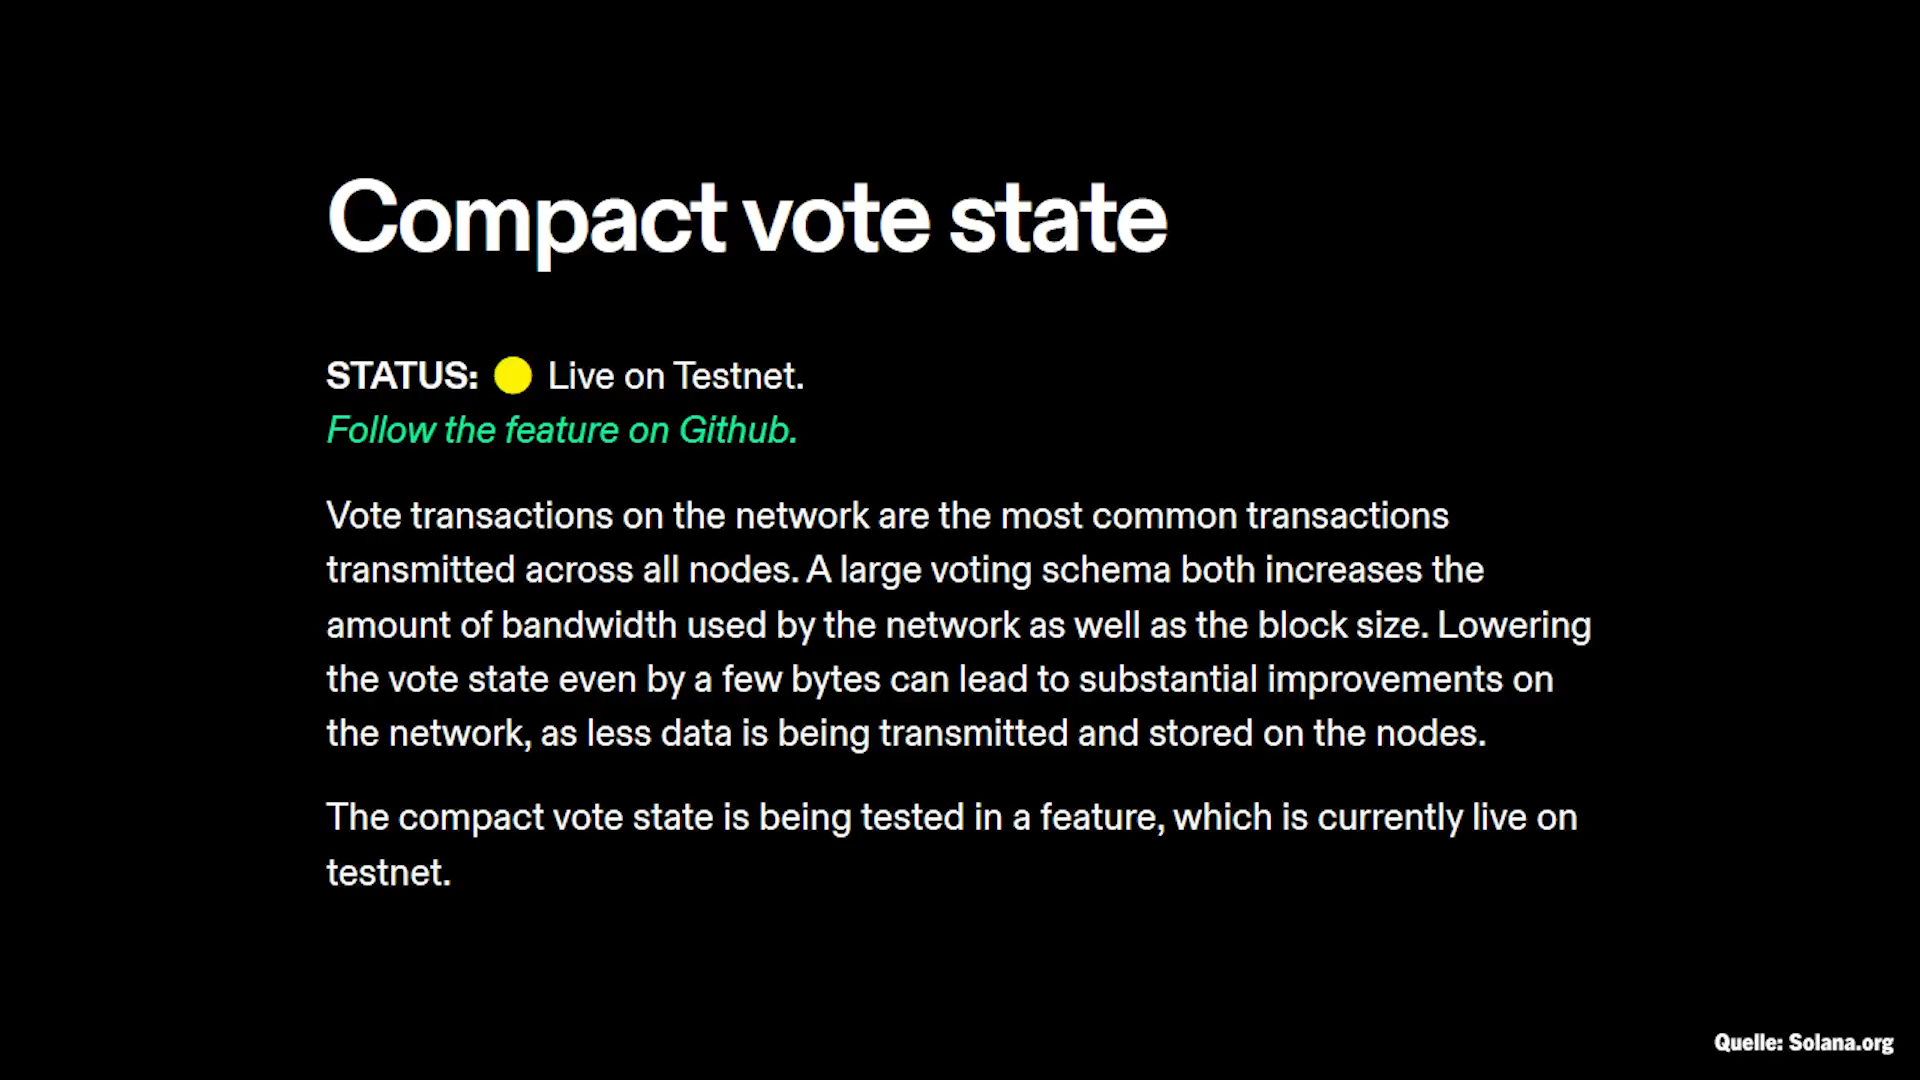 Compact vote state
STATUS: Live on Testnet.
Follow the feature on Github.
Vote transactions on the network are the most common transactions
transmitted across all nodes. A large voting schema both increases the
amount of bandwidth used by the network as well as the block size. Lowering
the vote state even by a few bytes can lead to substantial improvements on
the network, as less data is being transmitted and stored on the nodes.
The compact vote state is being tested in a feature, which is currently live on
testnet.
Quelle: Solana.org